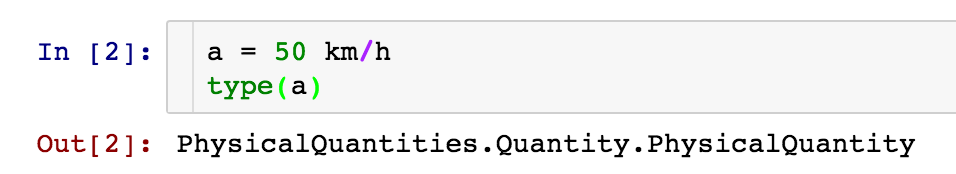 In [2]: a = 50 km/h
type(a)
Out[2]: PhysicalQuantities.Quantity.PhysicalQuantity